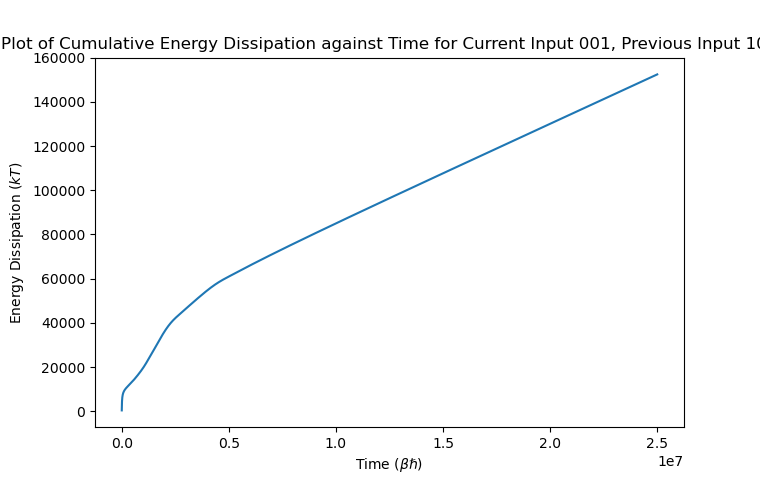 Plot of Cumulative Energy Dissipation against Time for Current Input 001, Previous Input 10
160000
140000
120000
100000
80000
60000
40000
20000
0
Energy Dissipation (kT)
0.0 0.5 1.0 1.5 2.0 2.5
1e7
Time (βℏ)